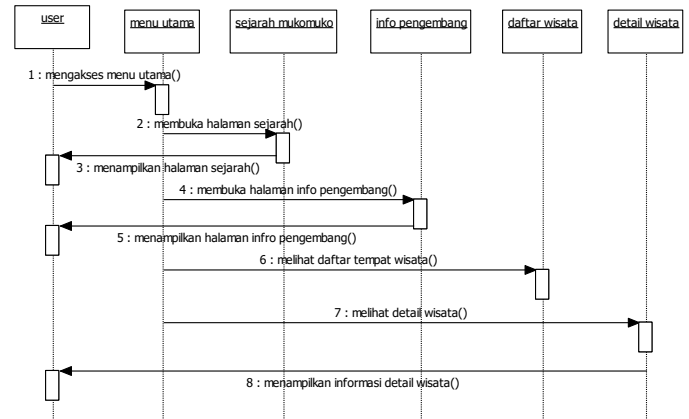 user
menu utama
sejarah mukomuko
info pengembang
daftar wisata
detail wisata
1 : mengakses menu utama()
2 : membuka halaman sejarah()
3 : menampilkan halaman sejarah()
4 : membuka halaman info pengembang()
5 : menampilkan halaman infro pengembang()
6 : melihat daftar tempat wisata()
7 : melihat detail wisata()
8 : menampilkan informasi detail wisata()